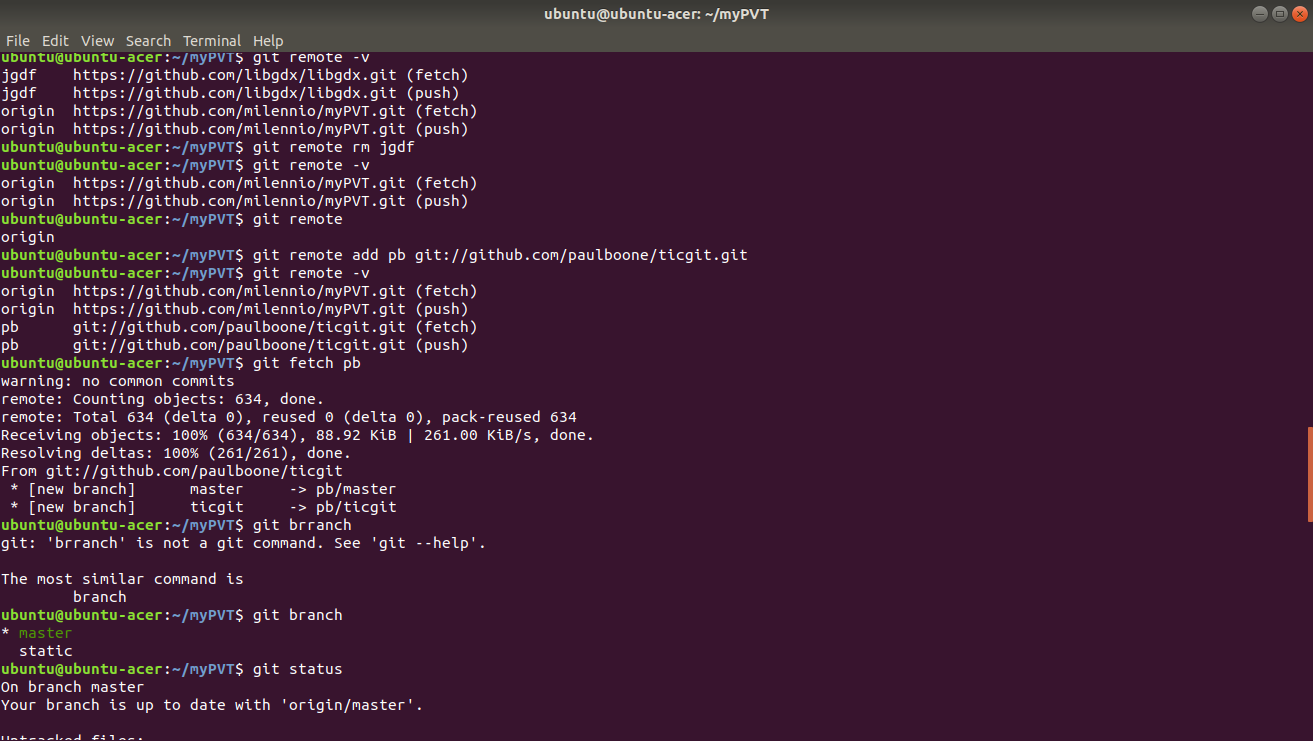 ubuntu@ubuntu-acer: ~/myPVT
File Edit View Search Terminal Help
ubuntu@ubuntu-acer:~/myPVT$ git remote -v
jgdf    https://github.com/libgdx/libgdx.git (fetch)
jgdf    https://github.com/libgdx/libgdx.git (push)
origin  https://github.com/milennio/myPVT.git (fetch)
origin  https://github.com/milennio/myPVT.git (push)
ubuntu@ubuntu-acer:~/myPVT$ git remote rm jgdf
ubuntu@ubuntu-acer:~/myPVT$ git remote -v
origin  https://github.com/milennio/myPVT.git (fetch)
origin  https://github.com/milennio/myPVT.git (push)
ubuntu@ubuntu-acer:~/myPVT$ git remote
origin
ubuntu@ubuntu-acer:~/myPVT$ git remote add pb git://github.com/paulboone/ticgit.git
ubuntu@ubuntu-acer:~/myPVT$ git remote -v
origin  https://github.com/milennio/myPVT.git (fetch)
origin  https://github.com/milennio/myPVT.git (push)
pb      git://github.com/paulboone/ticgit.git (fetch)
pb      git://github.com/paulboone/ticgit.git (push)
ubuntu@ubuntu-acer:~/myPVT$ git fetch pb
warning: no common commits
remote: Counting objects: 634, done.
remote: Total 634 (delta 0), reused 0 (delta 0), pack-reused 634
Receiving objects: 100% (634/634), 88.92 KiB | 261.00 KiB/s, done.
Resolving deltas: 100% (261/261), done.
From git://github.com/paulboone/ticgit
 * [new branch]      master     -> pb/master
 * [new branch]      ticgit     -> pb/ticgit
ubuntu@ubuntu-acer:~/myPVT$ git brranch
git: 'brranch' is not a git command. See 'git --help'.

The most similar command is
        branch
ubuntu@ubuntu-acer:~/myPVT$ git branch
* master
  static
ubuntu@ubuntu-acer:~/myPVT$ git status
On branch master
Your branch is up to date with 'origin/master'.

Untracked files: